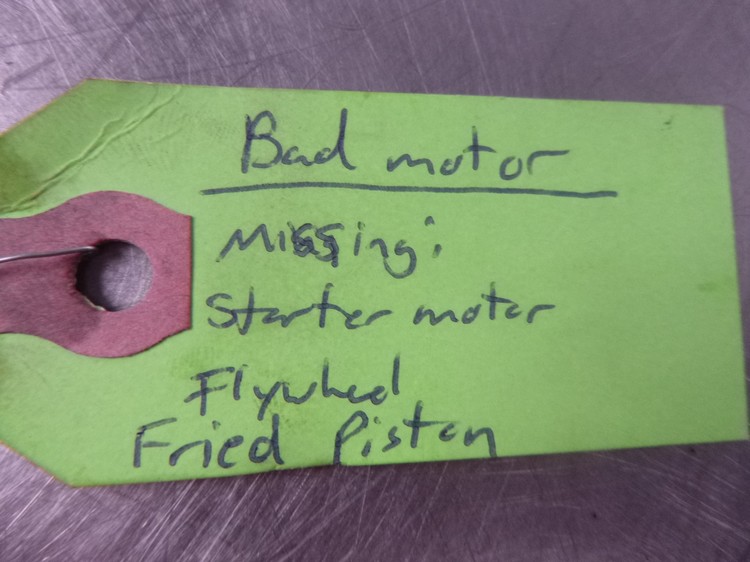 Bad motor
Missing:
Starter motor
Flywheel
Fried Piston